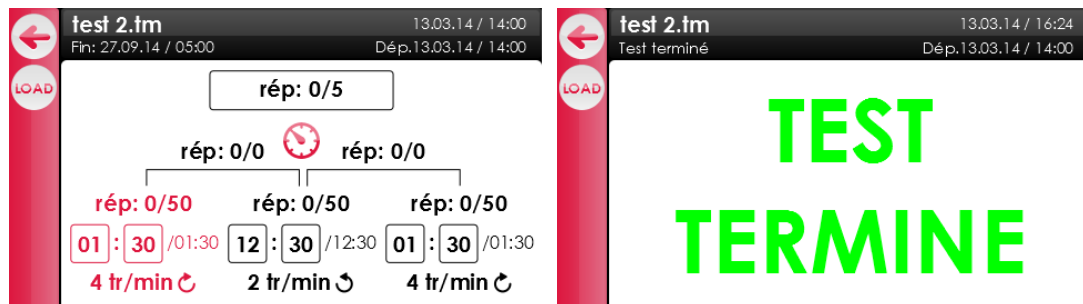 test 2.tm
13.03.14 / 14:00
Fin: 27.09.14 / 05:00
Dép.13.03.14 / 14:00
LOAD
rép: 0/5
rép: 0/0 rép: 0/0
rép: 0/50 rép: 0/50 rép: 0/50
01 : 30 /01:30 12 : 30 /12:30 01 : 30 /01:30
4 tr/min 2 tr/min 4 tr/min
test 2.tm
13.03.14 / 16:24
Test terminé
Dép.13.03.14 / 14:00
LOAD
TEST
TERMINE